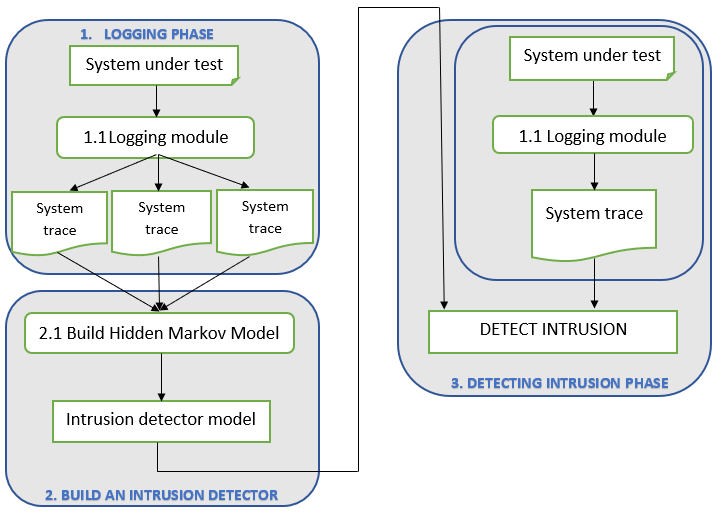 1. LOGGING PHASE
System under test
1.1Logging module
System
trace
System
trace
System
trace
2.1 Build Hidden Markov Model
Intrusion detector model
2. BUILD AN INTRUSION DETECTOR
System under test
1.1 Logging module
System trace
DETECT INTRUSION
3. DETECTING INTRUSION PHASE